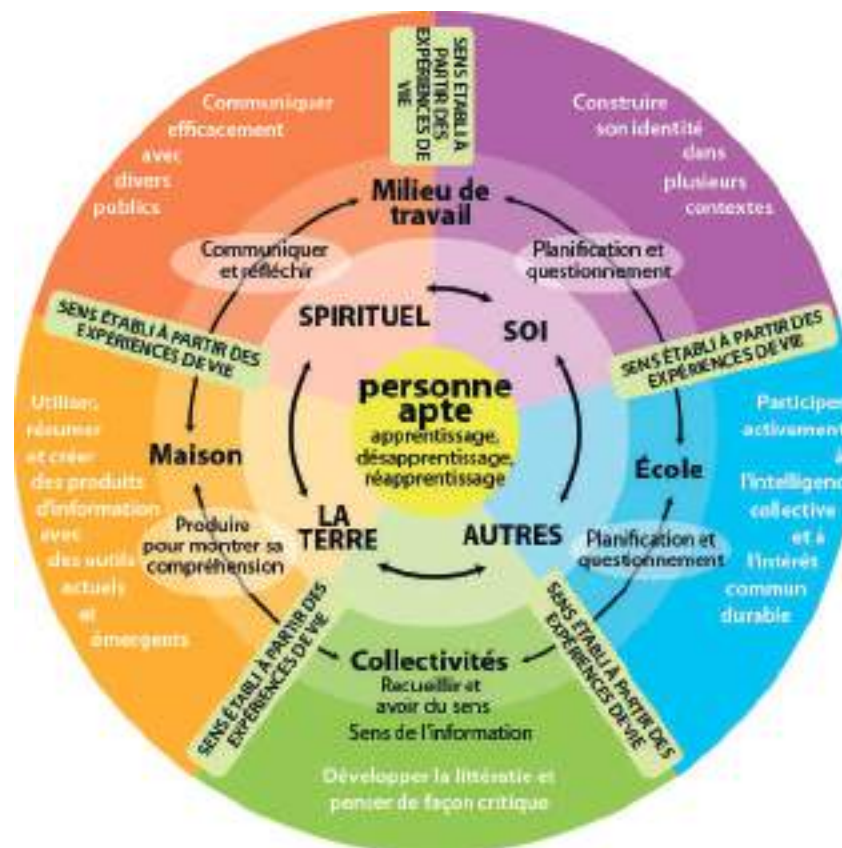 SENS ÉTABLI À
PARTIR DES
EXPÉRIENCES DE
VIE
Communiquer
efficacement
avec
divers
publics
Construire
son identité
dans
plusieurs
contextes
Milieu de
travail
Communiquer
et réfléchir
Planification et
questionnement
SPIRITUEL
SOI
SENS ÉTABLI À PARTIR DES
EXPÉRIENCES DE VIE
SENS ÉTABLI À PARTIR DES
EXPÉRIENCES DE VIE
personne
apte
apprentissage,
désapprentissage,
réapprentissage
Utiliser,
résumer
et créer
des produits
d'information
avec
des outils
actuels
et
émergents
Maison
École
Participer
activement
à
l'intelligence
collective
et à
l'intérêt
commun
durable
LA
TERRE
AUTRES
Produire
pour montrer sa
compréhension
Planification et
questionnement
SENS ÉTABLI À PARTIR DES
EXPÉRIENCES DE VIE
SENS ÉTABLI À PARTIR DES
EXPÉRIENCES DE VIE
Collectivités
Recueillir et
avoir du sens
Sens de l'information
Développer la littératie et
penser de façon critique